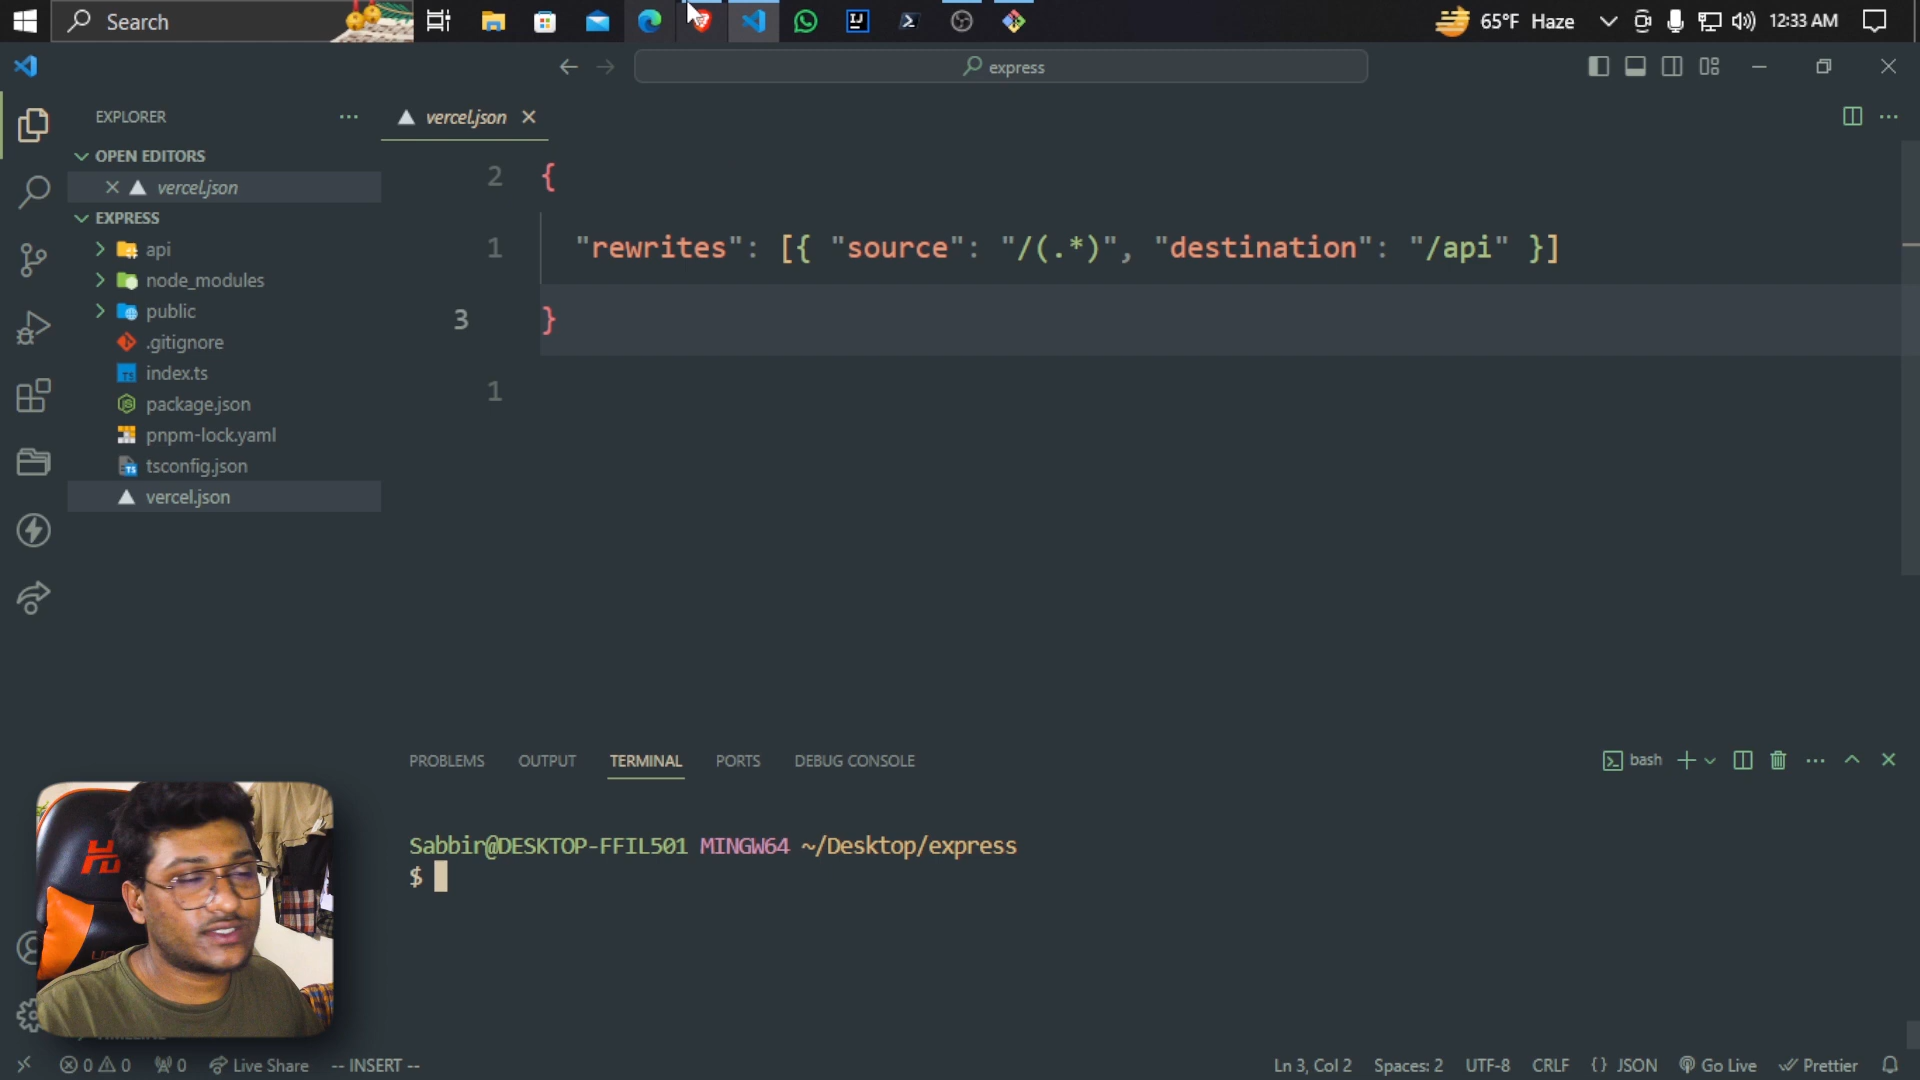 Search
65°F Haze
12:33 AM
express
EXPLORER
vercel.json
OPEN EDITORS
vercel.json
EXPRESS
api
node_modules
public
.gitignore
index.ts
package.json
pnpm-lock.yaml
tsconfig.json
vercel.json
2 {
1 "rewrites": [{ "source": "/(.*)", "destination": "/api" }]
3 }
1
PROBLEMS OUTPUT TERMINAL PORTS DEBUG CONSOLE
bash
Sabbir@DESKTOP-FFIL501 MINGW64 ~/Desktop/express
$
0 0 0 Live Share -- INSERT --
Ln 3, Col 2 Spaces: 2 UTF-8 CRLF {} JSON Go Live Prettier